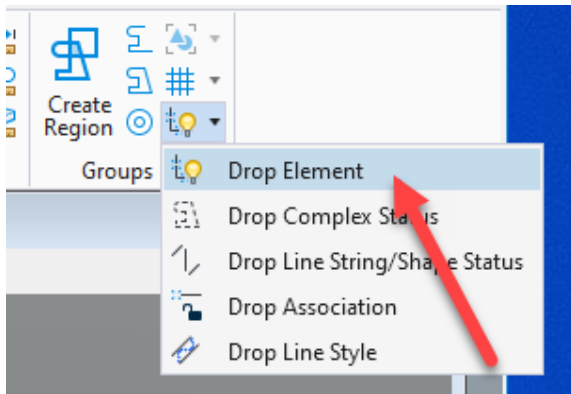 Create
Region
Groups
Drop Element
Drop Complex Status
Drop Line String/Shape Status
Drop Association
Drop Line Style